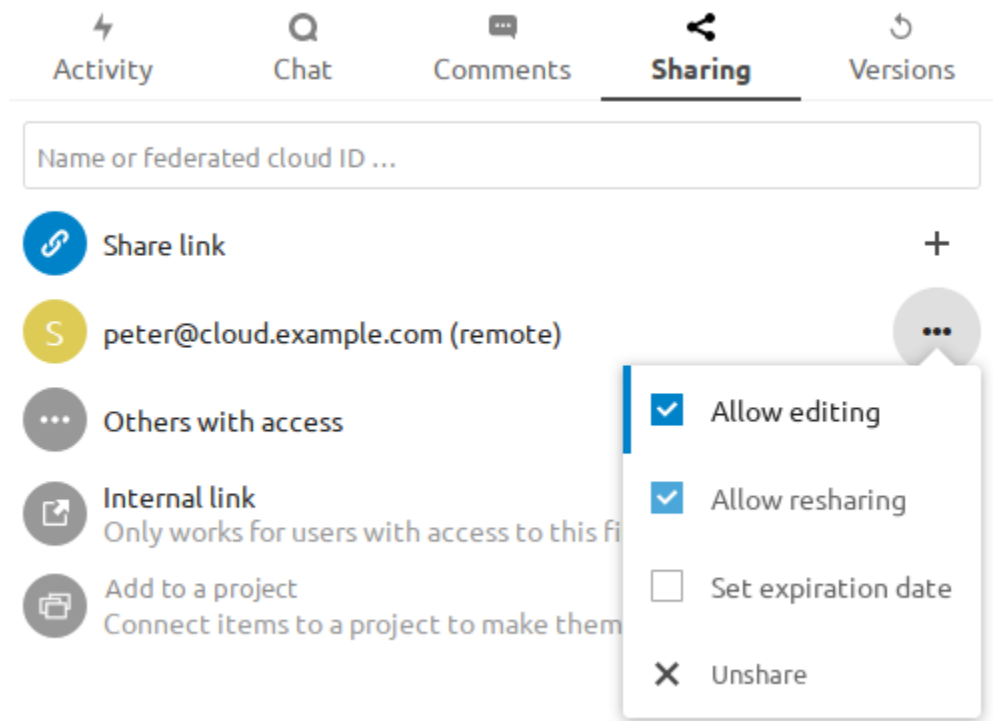 Activity
Chat
Comments
Sharing
Versions
Name or federated cloud ID ...
Share link
S
peter@cloud.example.com (remote)
Others with access
Allow editing
Internal link
Only works for users with access to this fi
Allow resharing
Add to a project
Connect items to a project to make them
Set expiration date
Unshare